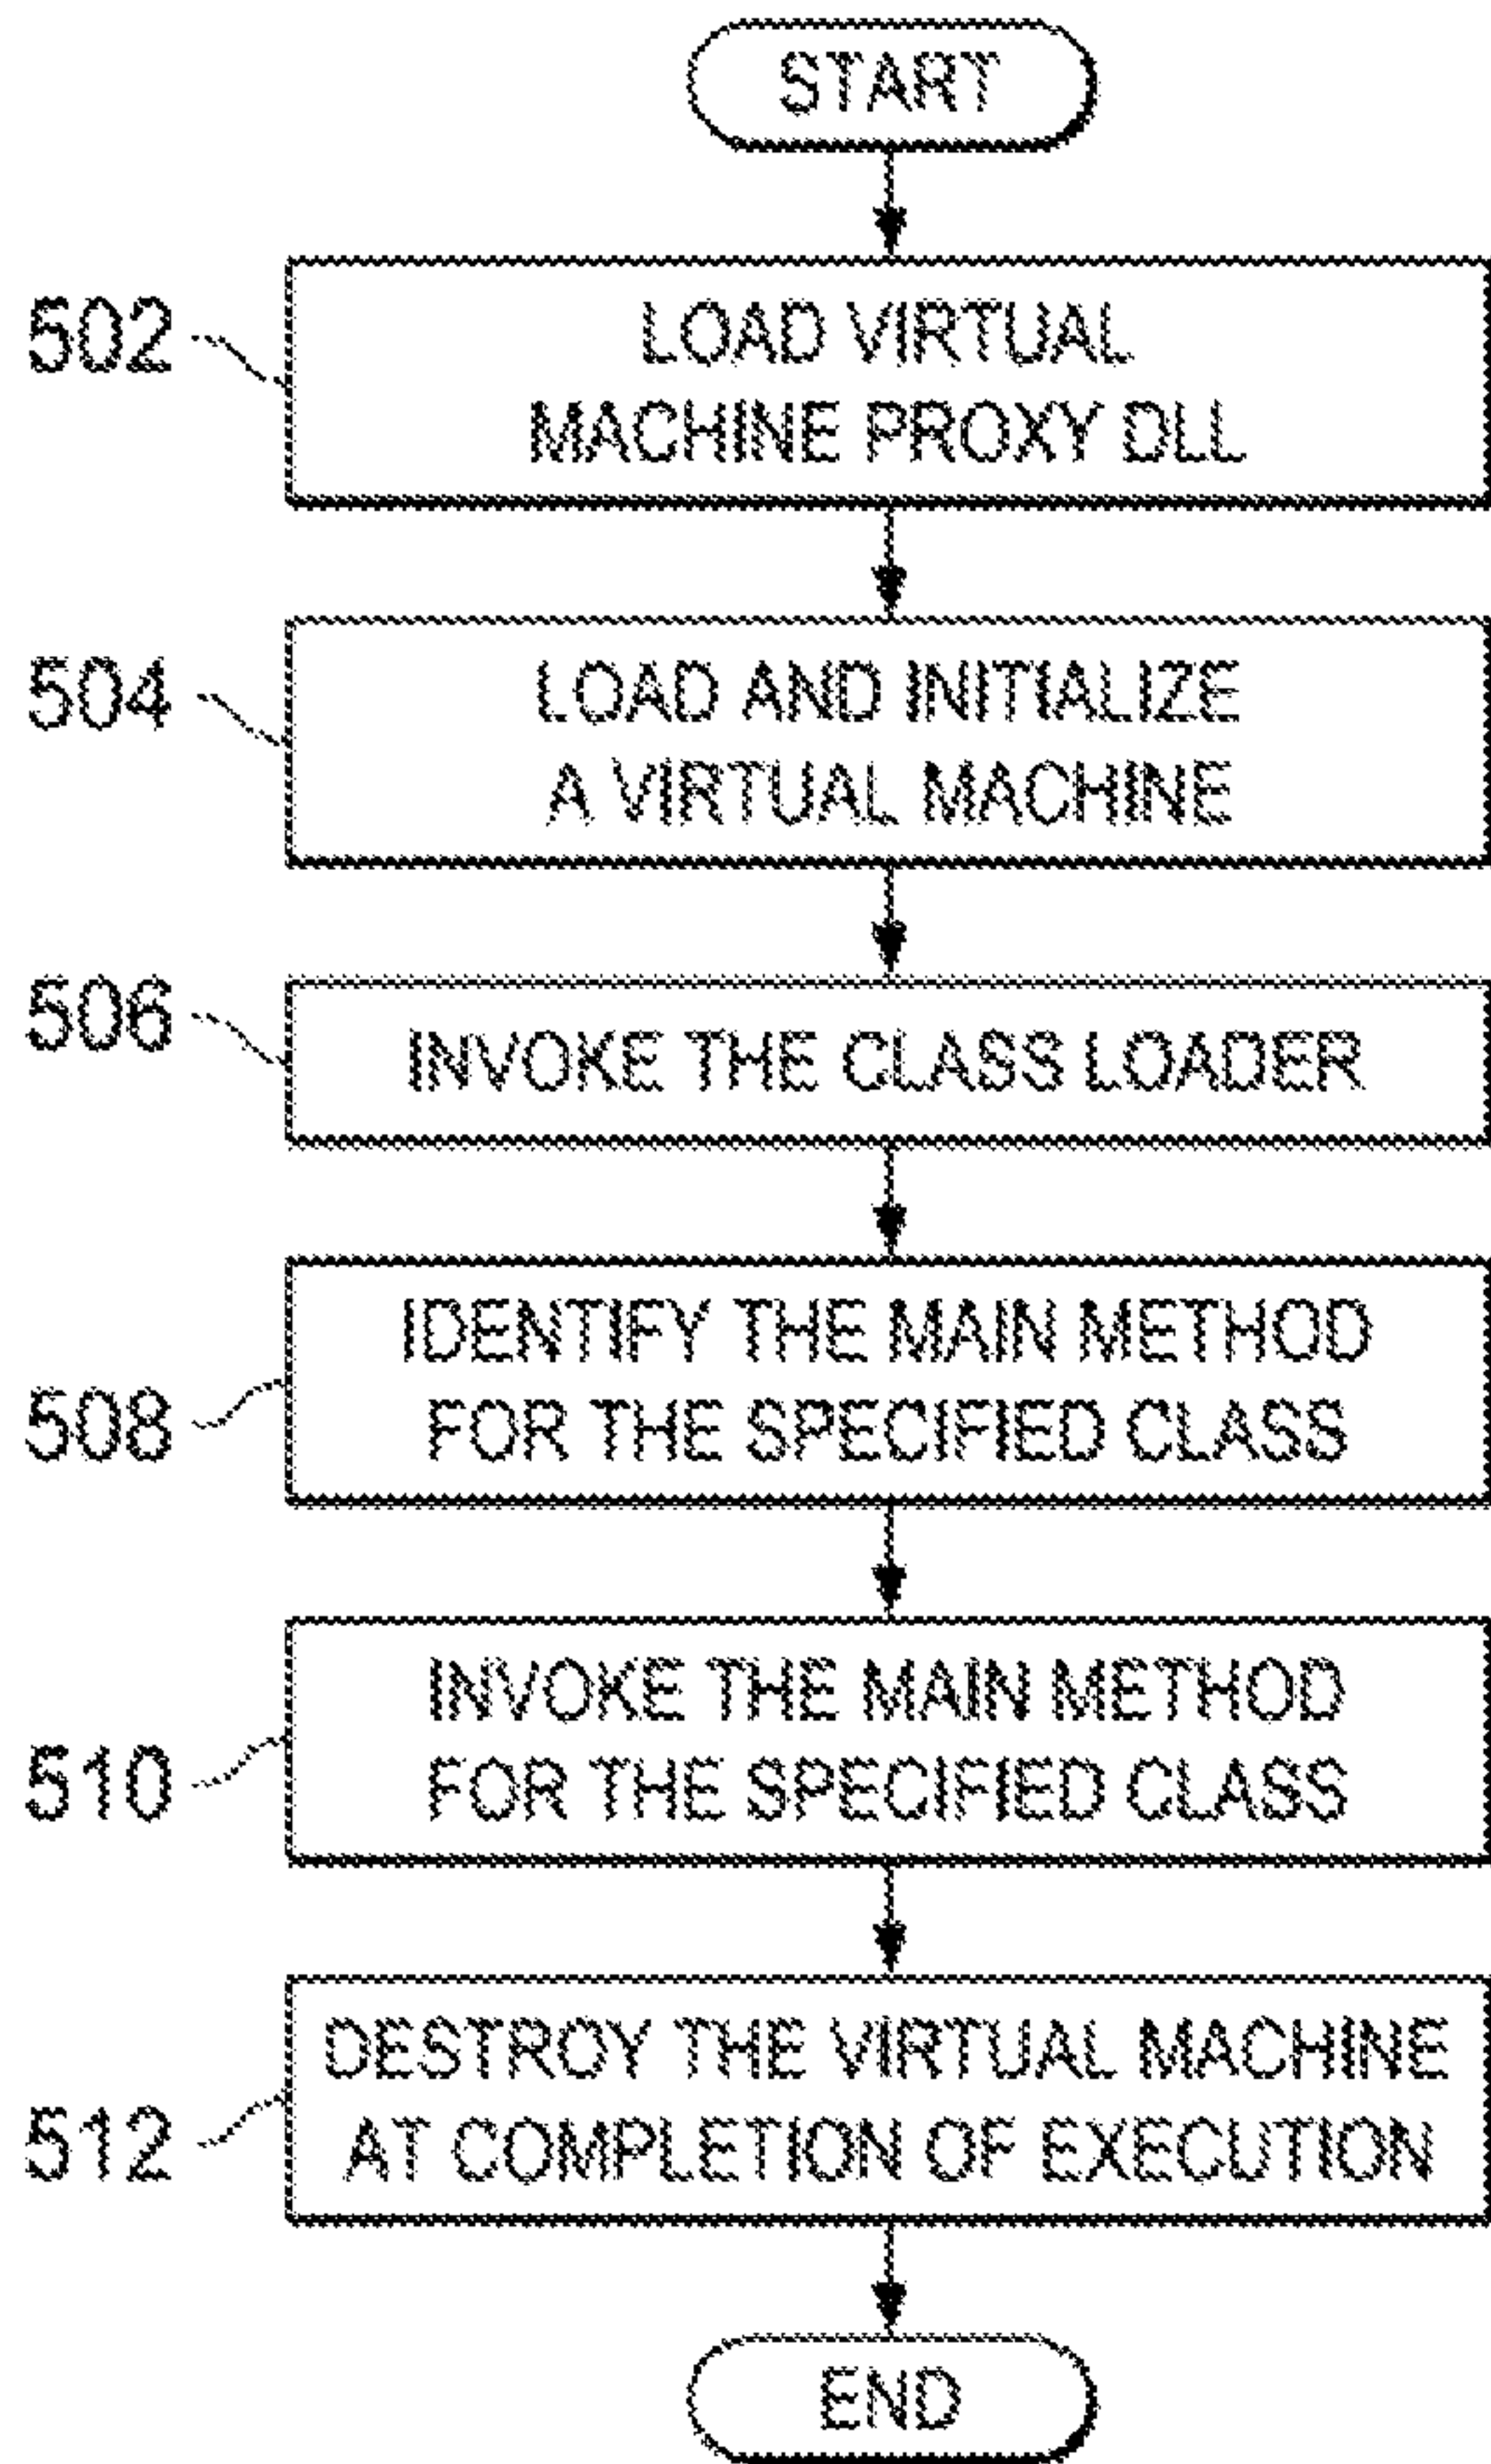 START
502
LOAD VIRTUAL
MACHINE PROXY DLL
504
LOAD AND INITIALIZE
A VIRTUAL MACHINE
506
INVOKE THE CLASS LOADER
508
IDENTIFY THE MAIN METHOD
FOR THE SPECIFIED CLASS
510
INVOKE THE MAIN METHOD
FOR THE SPECIFIED CLASS
512
DESTROY THE VIRTUAL MACHINE
AT COMPLETION OF EXECUTION
END